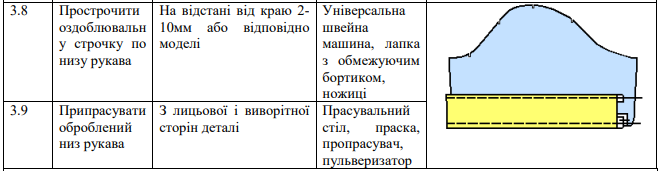 3.8
Прострочити
оздоблювальн
у строчку по
низу рукава
На відстані від краю 2-
10мм або відповідно
моделі
Універсальна
швейна
машина, лапка
з обмежуючим
бортиком,
ножиці
3.9
Припрасувати
оброблений
низ рукава
З лицьової і виворітної
сторін деталі
Прасувальний
стіл, праска,
пропрасувач,
пульверизатор